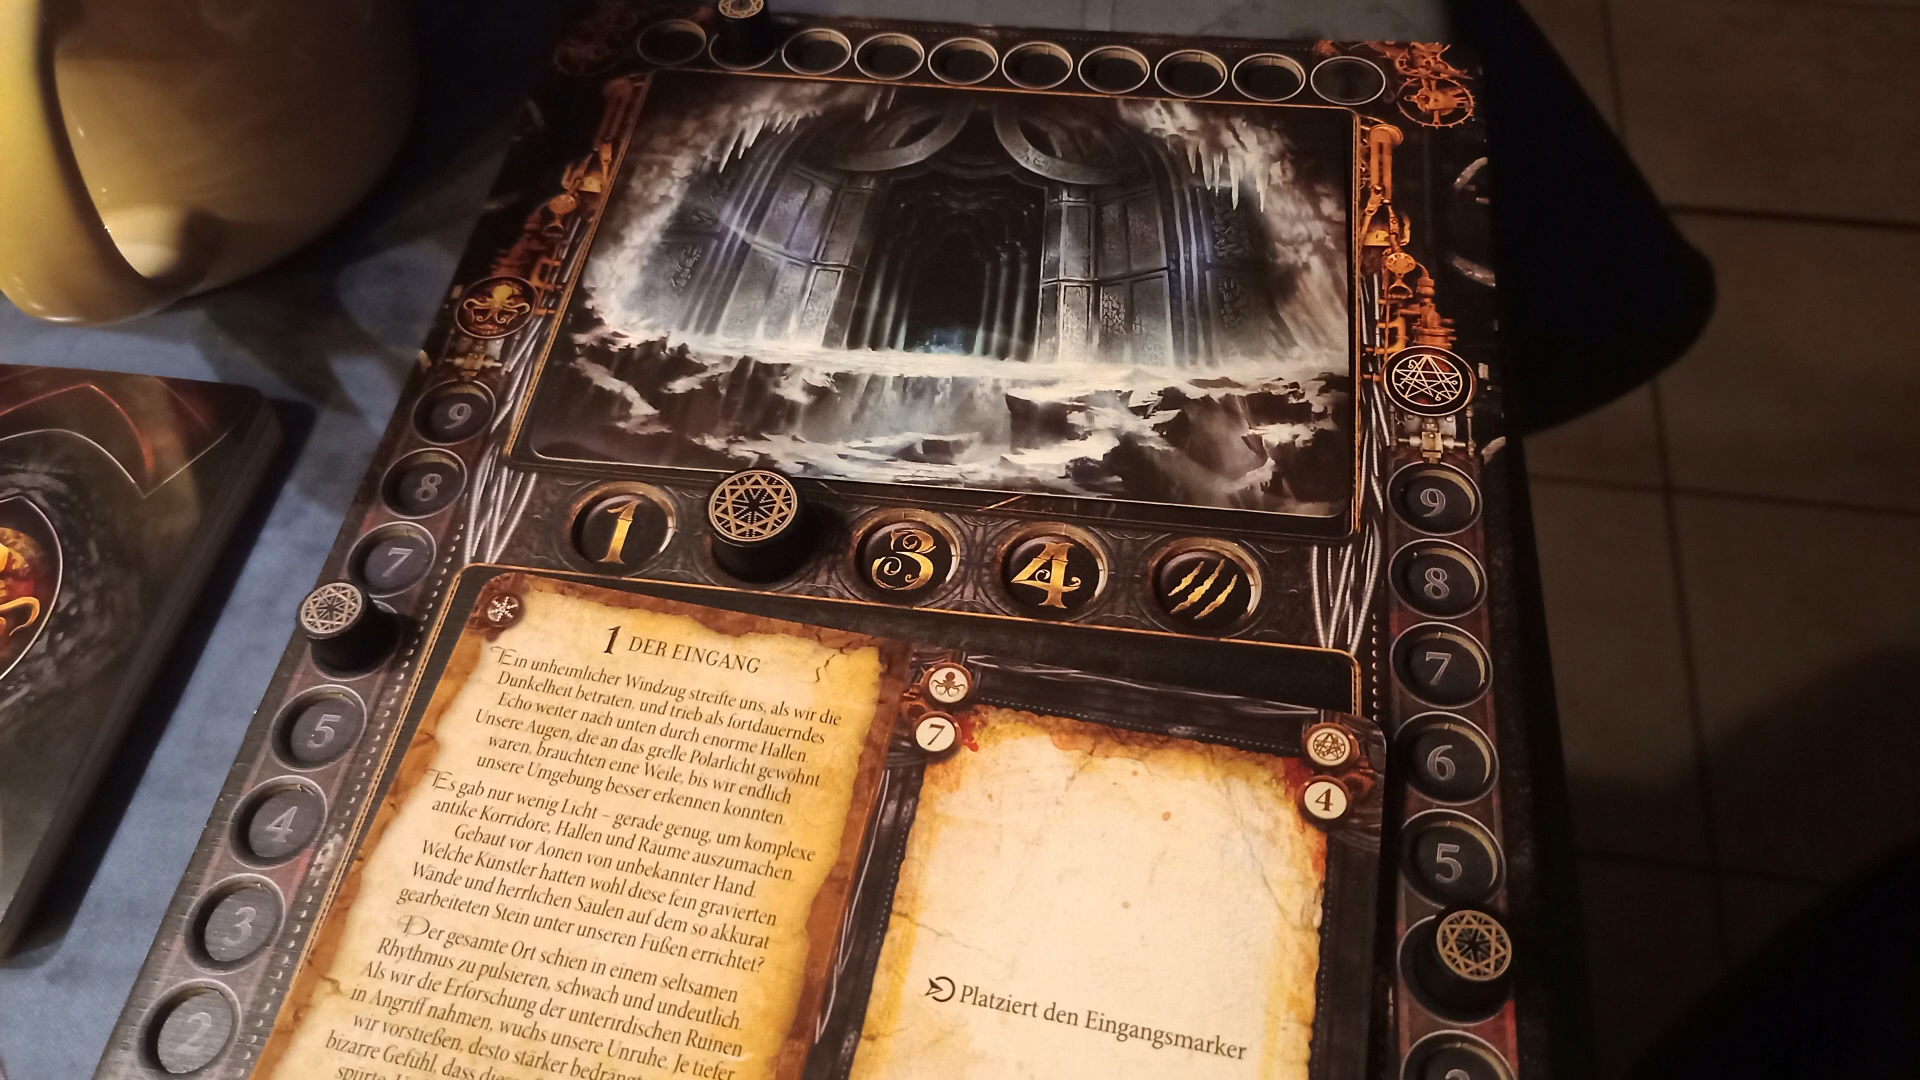 9
8
7
5
4
3
2
1
3
4
9
8
7
6
5
1 DER EINGANG
Ein unheimlicher Windzug streifte uns, als wir die
Dunkelheit betraten, und trieb als fortdauerndes
Echo weiter nach unten durch enorme Hallen.
Unsere Augen, die an das grelle Polarlicht gewöhnt
waren, brauchten eine Weile, bis wir endlich
unsere Umgebung besser erkennen konnten.
Es gab nur wenig Licht – gerade genug, um komplexe
antike Korridore, Hallen und Räume auszumachen.
Gebaut vor Äonen von unbekannter Hand.
Welche Künstler hatten wohl diese fein gravierten
Wände und herrlichen Säulen auf dem so akkurat
gearbeiteten Stein unter unseren Füßen errichtet?
Der gesamte Ort schien in einem seltsamen
Rhythmus zu pulsieren, schwach und undeutlich.
Als wir die Erforschung der unterirdischen Ruinen
in Angriff nahmen, wuchs unsere Unruhe. Je tiefer
wir vorstießen, desto stärker
bizarre Gefühl, dass
7
4
Platziert den Eingangsmarker